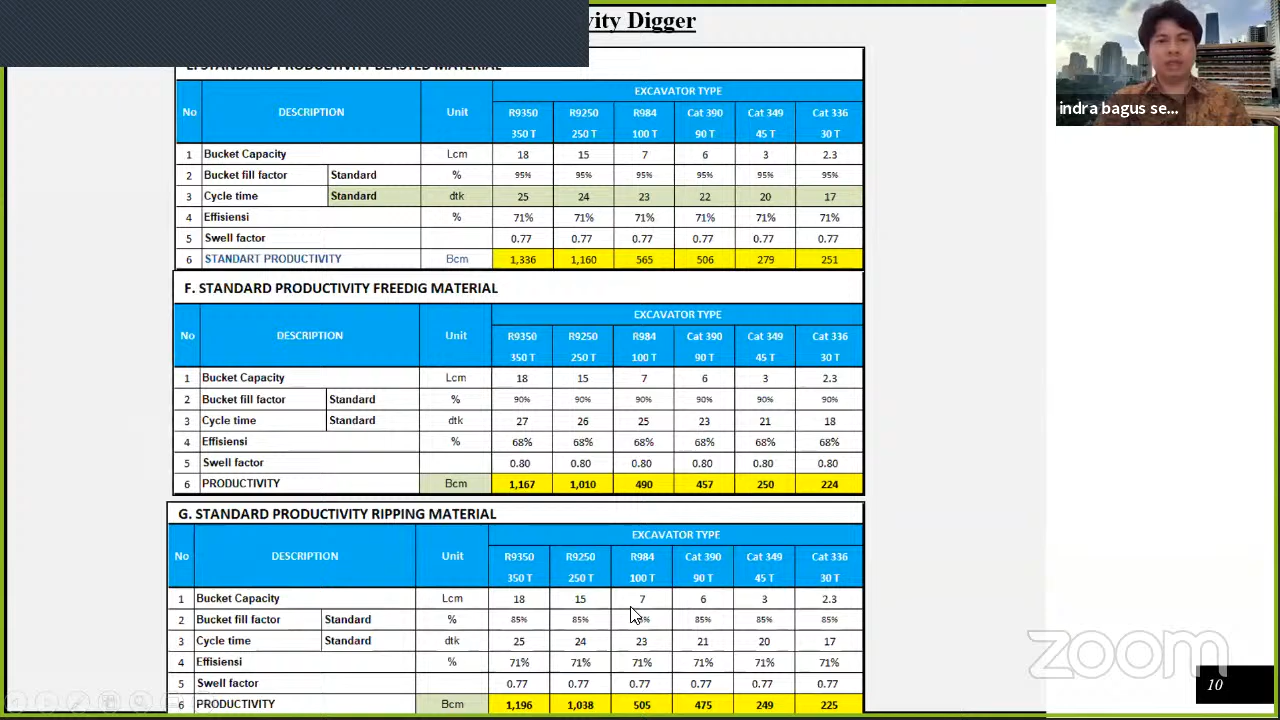 vity Digger
EXCAVATOR TYPE
No DESCRIPTION Unit R9350 R9250 R984 Cat 390 Cat 349 Cat 336
350 T 250 T 100 T 90 T 45 T 30 T
1 Bucket Capacity Lcm 18 15 7 6 3 2.3
2 Bucket fill factor Standard % 95% 95% 95% 95% 95% 95%
3 Cycle time Standard dtk 25 24 23 22 20 17
4 Effisiensi % 71% 71% 71% 71% 71% 71%
5 Swell factor 0.77 0.77 0.77 0.77 0.77 0.77
6 STANDART PRODUCTIVITY Bcm 1,336 1,160 565 506 279 251
F. STANDARD PRODUCTIVITY FREEDIG MATERIAL
EXCAVATOR TYPE
No DESCRIPTION Unit R9350 R9250 R984 Cat 390 Cat 349 Cat 336
350 T 250 T 100 T 90 T 45 T 30 T
1 Bucket Capacity Lcm 18 15 7 6 3 2.3
2 Bucket fill factor Standard % 90% 90% 90% 90% 90% 90%
3 Cycle time Standard dtk 27 26 25 23 21 18
4 Effisiensi % 68% 68% 68% 68% 68% 68%
5 Swell factor 0.80 0.80 0.80 0.80 0.80 0.80
6 PRODUCTIVITY Bcm 1,167 1,010 490 457 250 224
G. STANDARD PRODUCTIVITY RIPPING MATERIAL
EXCAVATOR TYPE
No DESCRIPTION Unit R9350 R9250 R984 Cat 390 Cat 349 Cat 336
350 T 250 T 100 T 90 T 45 T 30 T
1 Bucket Capacity Lcm 18 15 7 6 3 2.3
2 Bucket fill factor Standard % 85% 85% 85% 85% 85%
3 Cycle time Standard dtk 25 24 23 21 20 17
4 Effisiensi % 71% 71% 71% 71% 71% 71%
5 Swell factor 0.77 0.77 0.77 0.77 0.77 0.77
6 PRODUCTIVITY Bcm 1,196 1,038 505 475 249 225
indra bagus se...
zoom
10